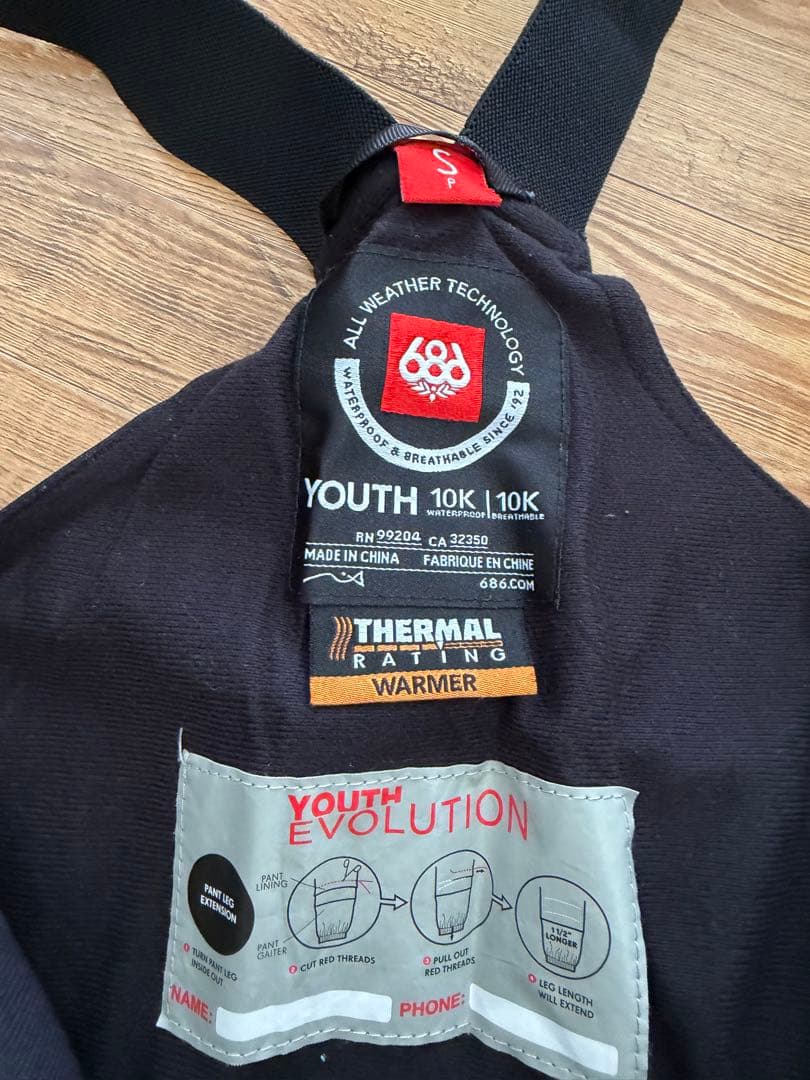 S
P
ALL WEATHER TECHNOLOGY
686
WATERPROOF & BREATHABLE SINCE '92
YOUTH 10K | 10K
WATERPROOF BREATHABLE
RN 99204 CA 32350
MADE IN CHINA FABRIQUE EN CHINE
686.COM
THERMAL
RATING
WARMER
YOUTH
EVOLUTION
PANT LEG
EXTENSION
PANT
LINING
PANT
GAITER
1 1/2"
LONGER
1 TURN PANT LEG
INSIDE OUT
2 CUT RED THREADS
3 PULL OUT
RED THREADS
4 LEG LENGTH
WILL EXTEND
NAME: PHONE: